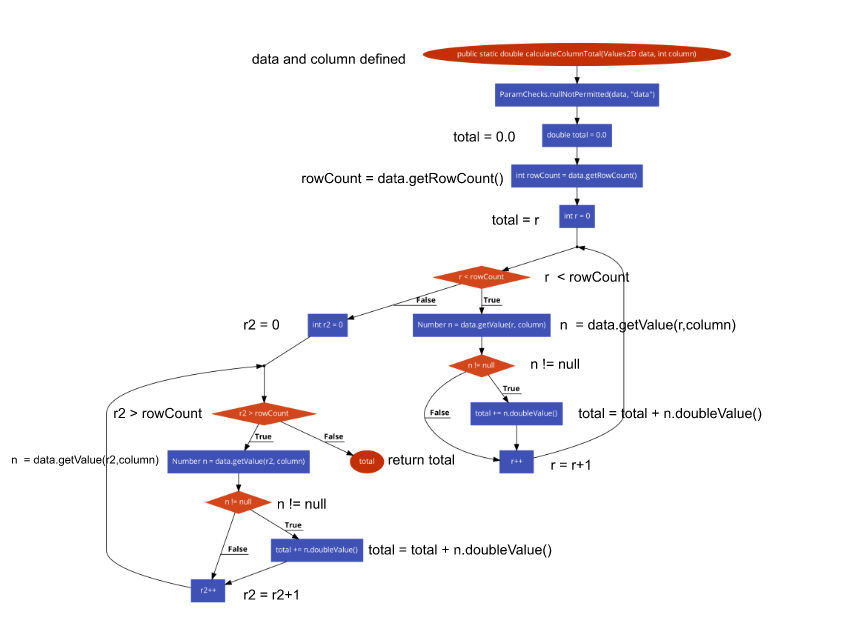 public static double calculateColumnTotal(Values2D data, int column)
data and column defined
ParamChecks.nullNotPermitted(data, "data")
total = 0.0
double total = 0.0
rowCount = data.getRowCount()
int rowCount = data.getRowCount()
total = r
int r = 0
r < rowCount
r  < rowCount
False
True
r2 = 0
int r2 = 0
Number n = data.getValue(r, column)
n  = data.getValue(r,column)
n != null
n != null
True
False
total += n.doubleValue()
total = total + n.doubleValue()
r++
r = r+1
r2 > rowCount
r2 > rowCount
True
False
n  = data.getValue(r2,column)
Number n = data.getValue(r2, column)
total
return total
n != null
n != null
True
False
total += n.doubleValue()
total = total + n.doubleValue()
r2++
r2 = r2+1